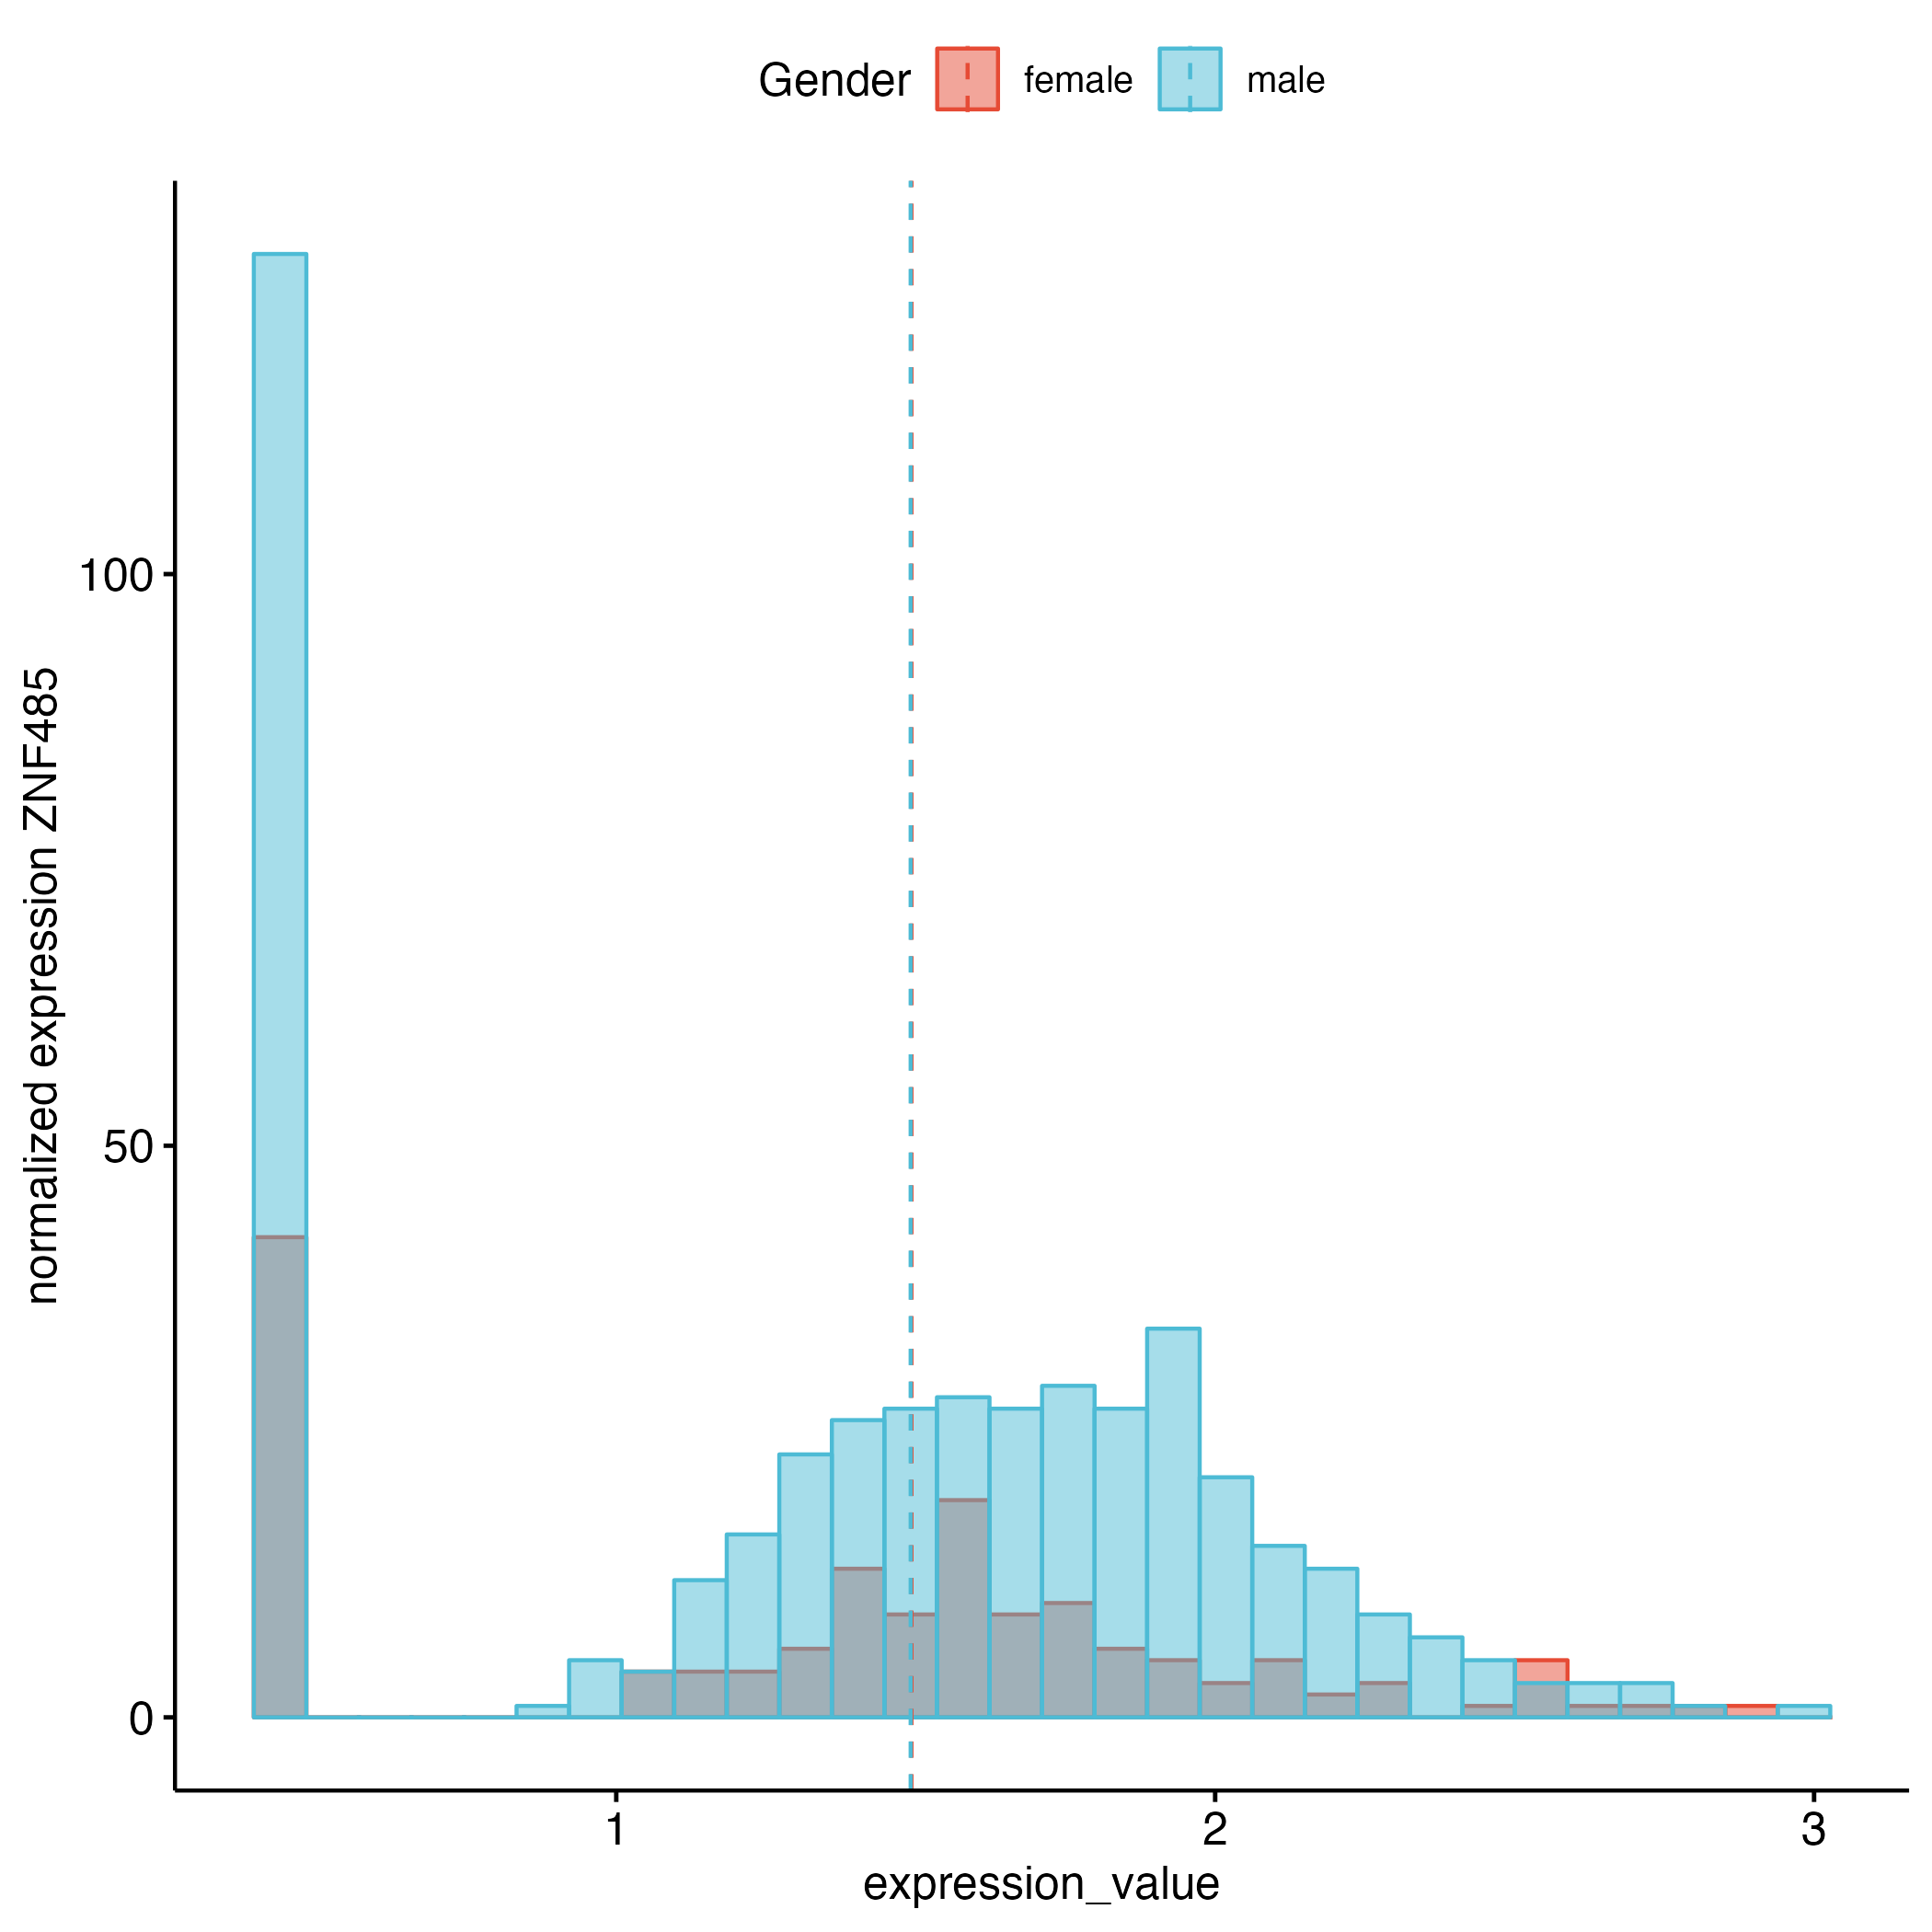 Gender female male
100
50
0
normalized expression ZNF485
1 2 3
expression_value